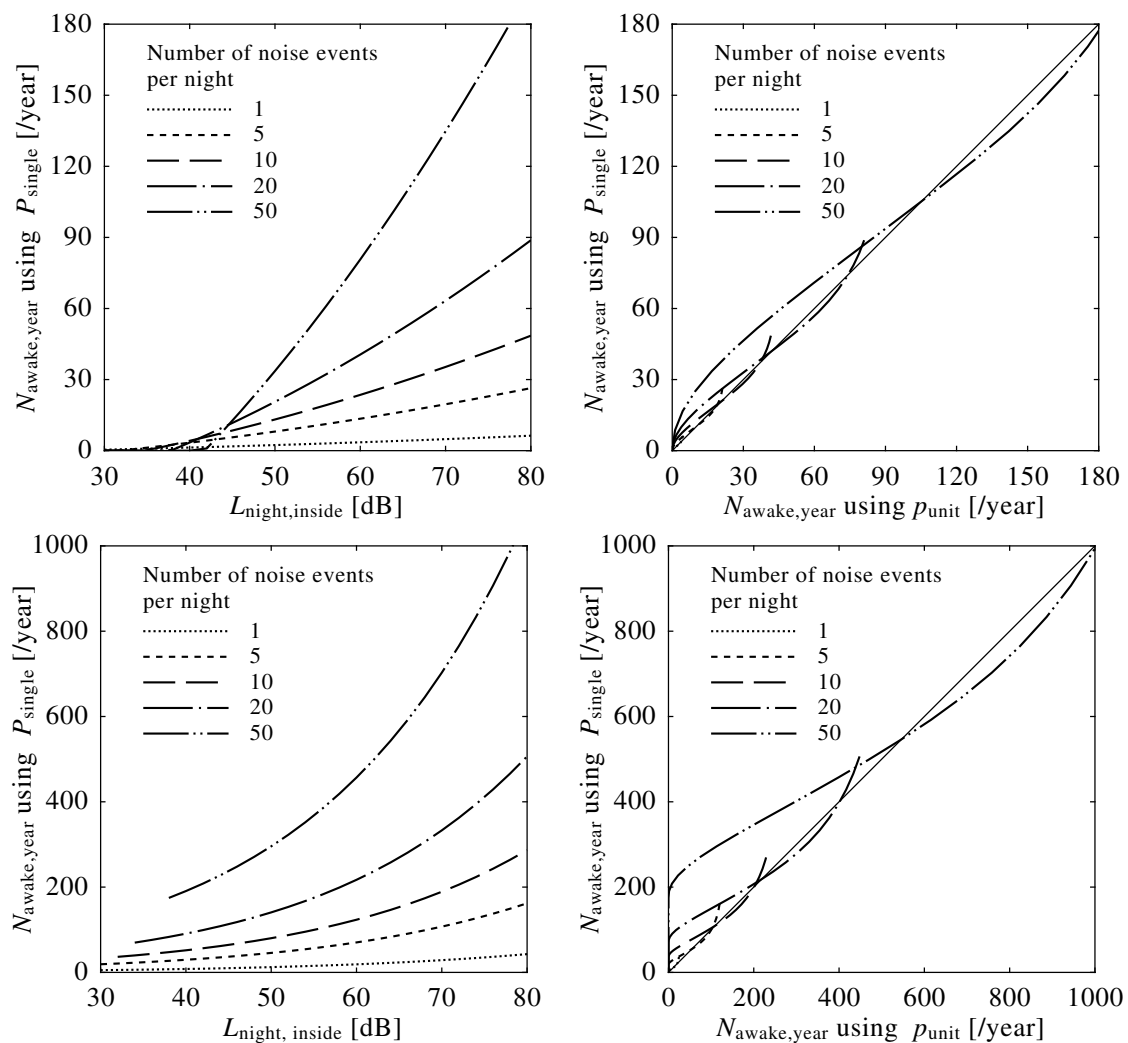 Number of noise events
per night
1
5
10
20
50
N_awake,year using P_single [/year]
180
150
120
90
60
30
0
30 40 50 60 70 80
L_night,inside [dB]
Number of noise events
per night
1
5
10
20
50
N_awake,year using P_single [/year]
180
150
120
90
60
30
0
0 30 60 90 120 150 180
N_awake,year using p_unit [/year]
Number of noise events
per night
1
5
10
20
50
N_awake,year using P_single [/year]
1000
800
600
400
200
0
30 40 50 60 70 80
L_night, inside [dB]
Number of noise events
per night
1
5
10
20
50
N_awake,year using P_single [/year]
1000
800
600
400
200
0
0 200 400 600 800 1000
N_awake,year using p_unit [/year]